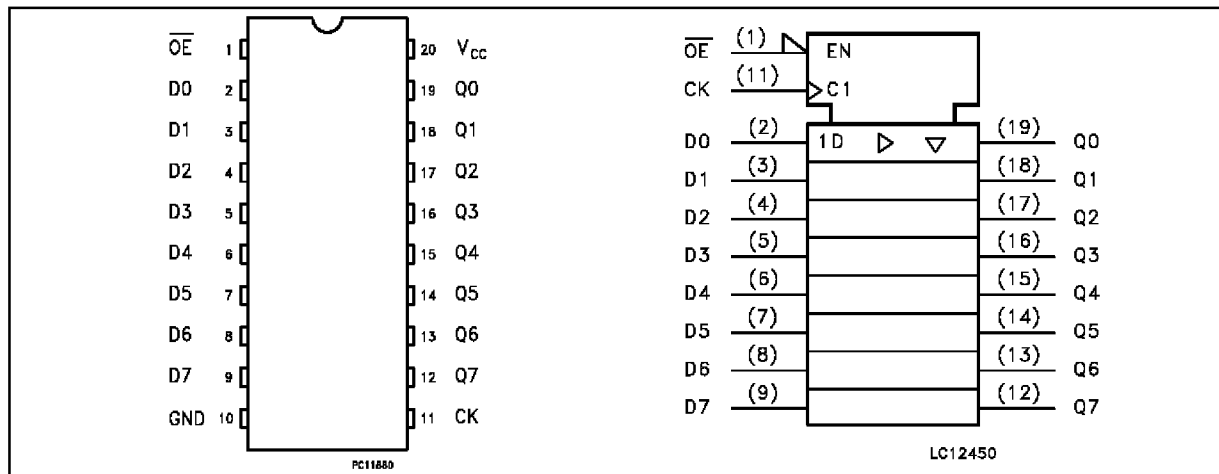 O̅E̅ 1 20 VCC
D0 2 19 Q0
D1 3 18 Q1
D2 4 17 Q2
D3 5 16 Q3
D4 6 15 Q4
D5 7 14 Q5
D6 8 13 Q6
D7 9 12 Q7
GND 10 11 CK
PC11880
O̅E̅ (1) EN
CK (11) C1
D0 (2) 1D (19) Q0
D1 (3) (18) Q1
D2 (4) (17) Q2
D3 (5) (16) Q3
D4 (6) (15) Q4
D5 (7) (14) Q5
D6 (8) (13) Q6
D7 (9) (12) Q7
LC12450